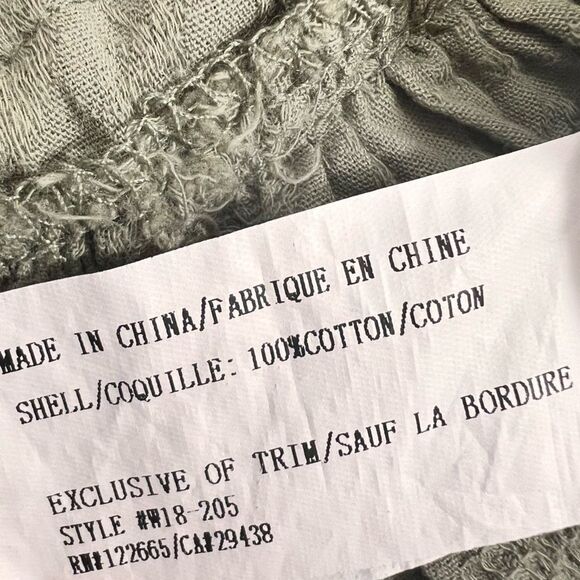 MADE IN CHINA/FABRIQUE EN CHINE
SHELL/COQUILLE: 100%COTTON/COTON
EXCLUSIVE OF TRIM/SAUF LA BORDURE
STYLE #W18-205
RN#122665/CA#29438